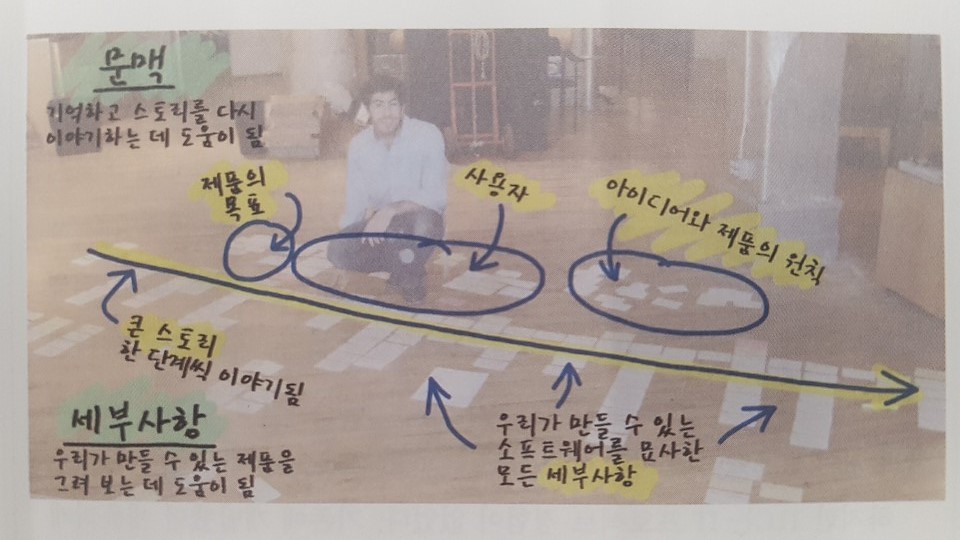 문맥
기억하고 스토리를 다시
이야기하는 데 도움이 됨
제품의
목표
사용자
아이디어와 제품의 원칙
큰 스토리
한 단계씩 이야기됨
세부사항
우리가 만들 수 있는 제품을
그려 보는 데 도움이 됨
우리가 만들 수 있는
소프트웨어를 묘사한
모든 세부사항